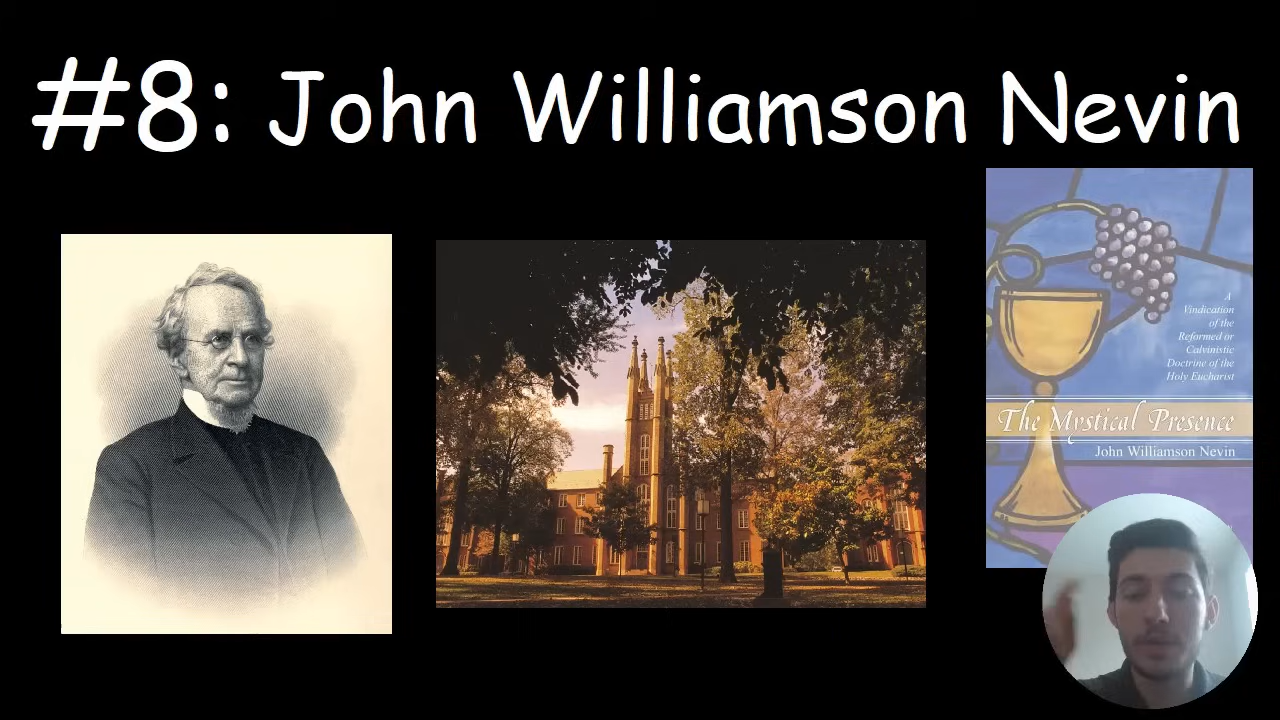 #8: John Williamson Nevin
A
Vindication
of the
Reformed or
Calvinistic
Doctrine of the
Holy Eucharist
The Mystical Presence
John Williamson Nevin